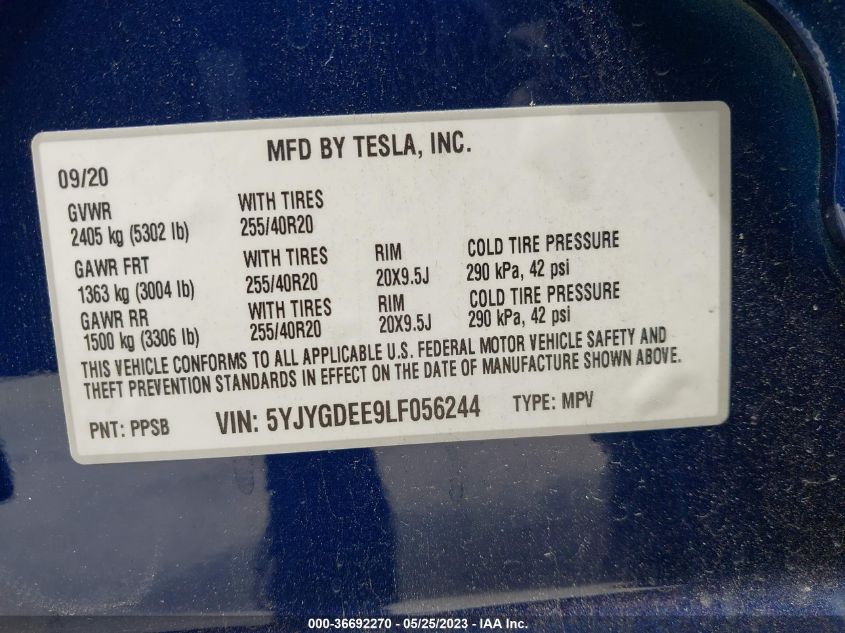 MFD BY TESLA, INC.
09/20
GVWR WITH TIRES
2405 kg (5302 lb) 255/40R20
GAWR FRT WITH TIRES RIM COLD TIRE PRESSURE
1363 kg (3004 lb) 255/40R20 20X9.5J 290 kPa, 42 psi
GAWR RR WITH TIRES RIM COLD TIRE PRESSURE
1500 kg (3306 lb) 255/40R20 20X9.5J 290 kPa, 42 psi
THIS VEHICLE CONFORMS TO ALL APPLICABLE U.S. FEDERAL MOTOR VEHICLE SAFETY AND
THEFT PREVENTION STANDARDS IN EFFECT ON THE DATE OF MANUFACTURE SHOWN ABOVE.
PNT: PPSB VIN: 5YJYGDEE9LF056244 TYPE: MPV
000-36692270 - 05/25/2023 - IAA Inc.